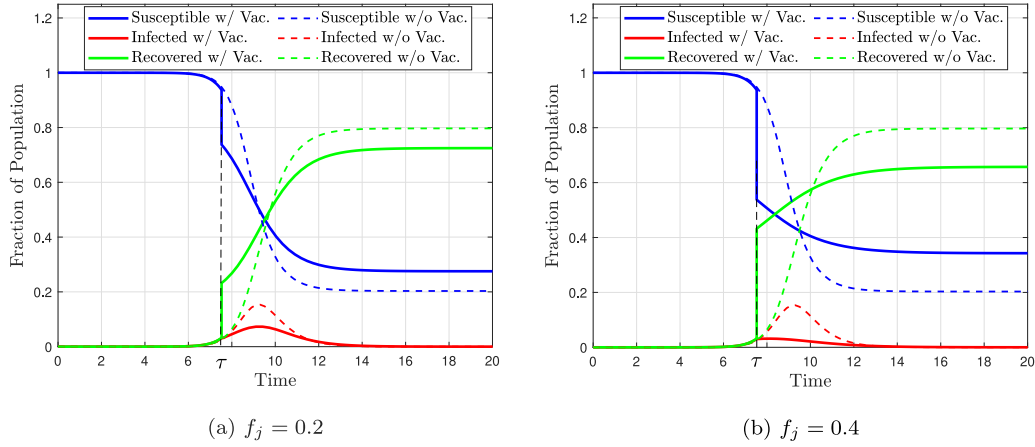 Susceptible w/ Vac. Susceptible w/o Vac.
Infected w/ Vac. Infected w/o Vac.
Recovered w/ Vac. Recovered w/o Vac.
Fraction of Population
1.2
1
0.8
0.6
0.4
0.2
0
0 2 4 6 τ 8 10 12 14 16 18 20
Time
(a) f_j = 0.2
Susceptible w/ Vac. Susceptible w/o Vac.
Infected w/ Vac. Infected w/o Vac.
Recovered w/ Vac. Recovered w/o Vac.
Fraction of Population
1.2
1
0.8
0.6
0.4
0.2
0
0 2 4 6 τ 8 10 12 14 16 18 20
Time
(b) f_j = 0.4